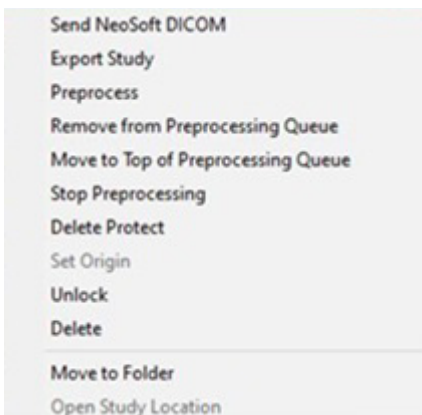 Send NeoSoft DICOM
Export Study
Preprocess
Remove from Preprocessing Queue
Move to Top of Preprocessing Queue
Stop Preprocessing
Delete Protect
Set Origin
Unlock
Delete
Move to Folder
Open Study Location